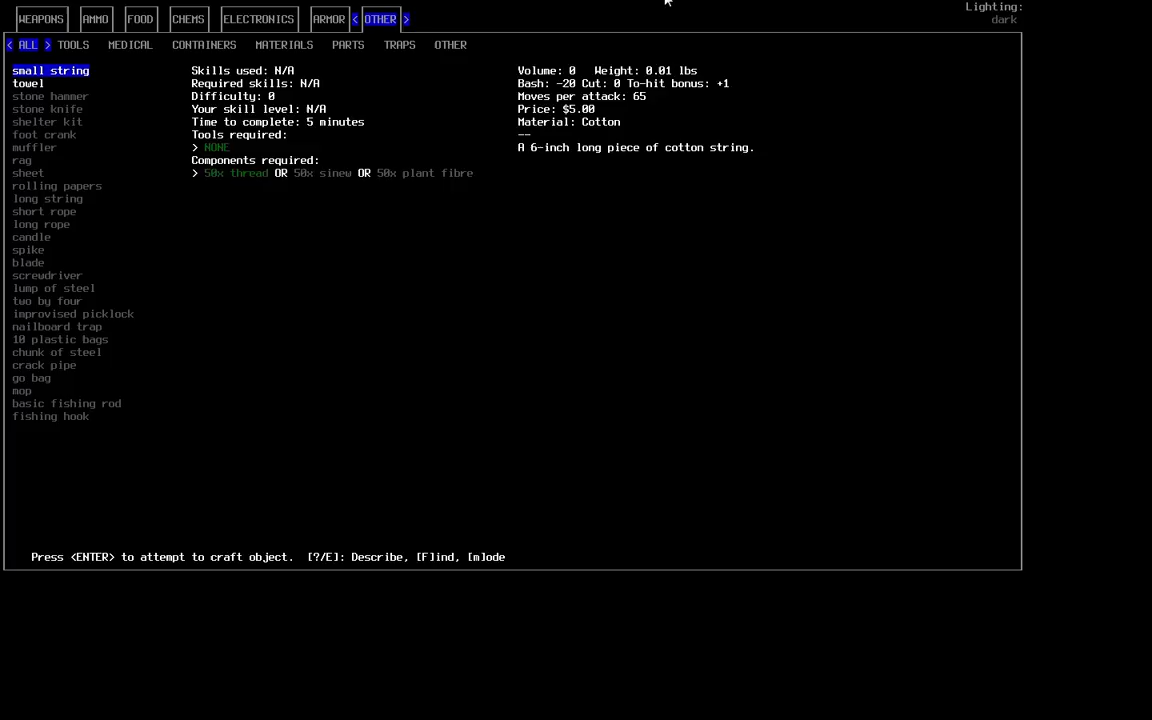 Lighting:
WEAPONS AMMO FOOD CHEMS ELECTRONICS ARMOR < OTHER > dark
< ALL > TOOLS MEDICAL CONTAINERS MATERIALS PARTS TRAPS OTHER
small string Skills used: N/A Volume: 0 Weight: 0.01 lbs
towel Required skills: N/A Bash: -20 Cut: 0 To-hit bonus: +1
stone hammer Difficulty: 0 Moves per attack: 65
stone knife Your skill level: N/A Price: $5.00
shelter kit Time to complete: 5 minutes Material: Cotton
foot crank Tools required: --
muffler > NONE A 6-inch long piece of cotton string.
rag Components required:
sheet > 50x thread OR 50x sinew OR 50x plant fibre
rolling papers
long string
short rope
long rope
candle
spike
blade
screwdriver
lump of steel
two by four
improvised picklock
nailboard trap
10 plastic bags
chunk of steel
crack pipe
go bag
mop
basic fishing rod
fishing hook
Press <ENTER> to attempt to craft object. [?/E]: Describe, [F]ind, [m]ode